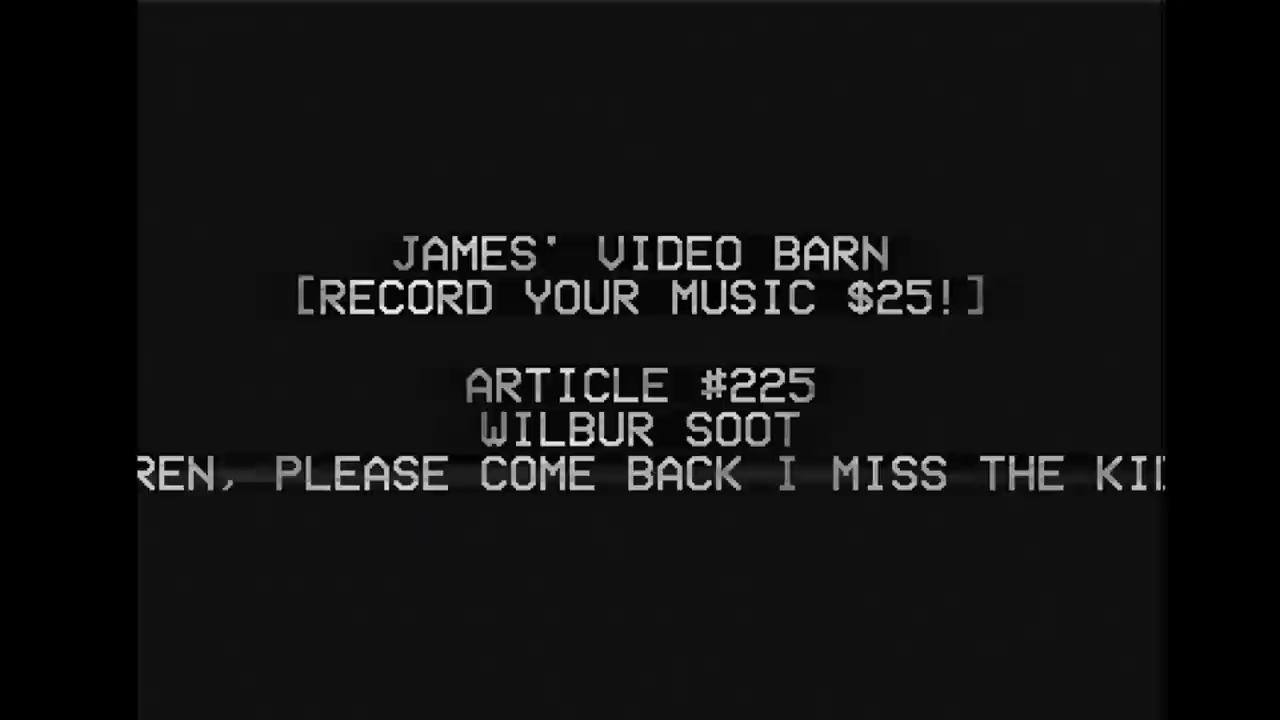 JAMES' VIDEO BARN
[RECORD YOUR MUSIC $25!]
ARTICLE #225
WILBUR SOOT
REN, PLEASE COME BACK I MISS THE KI